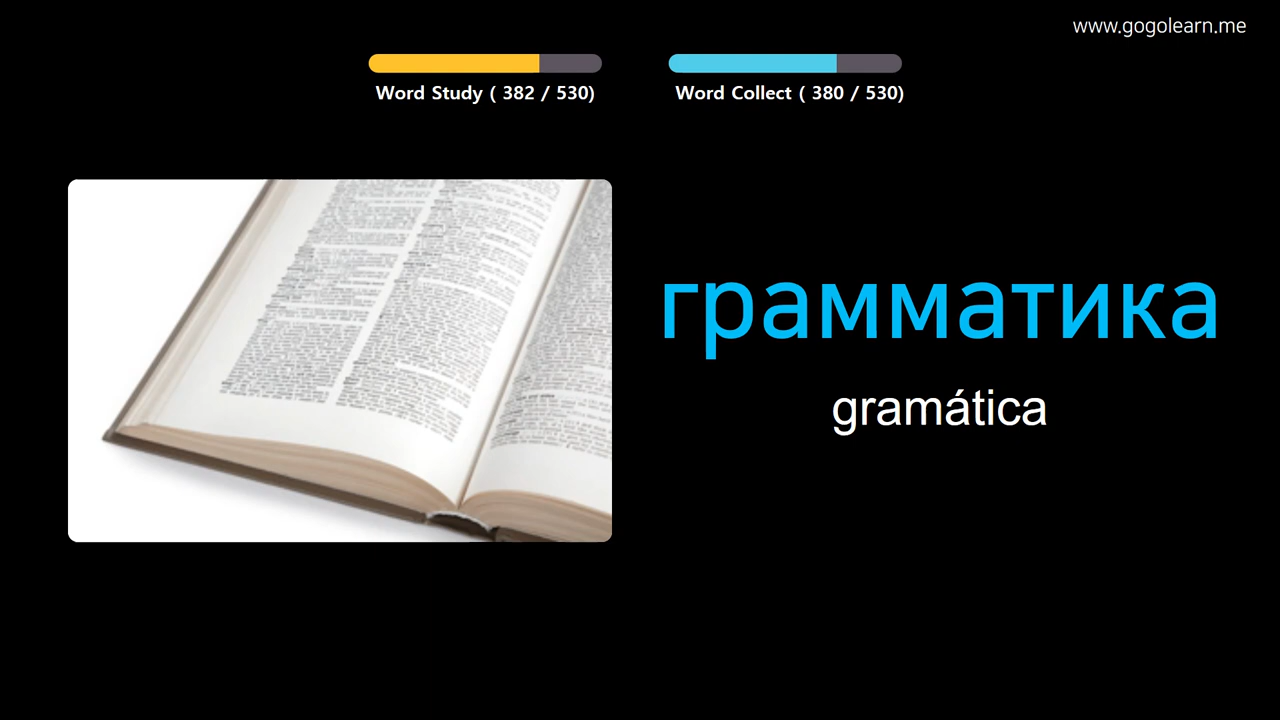 www.gogolearn.me
Word Study ( 382 / 530)
Word Collect ( 380 / 530)
грамматика
gramática